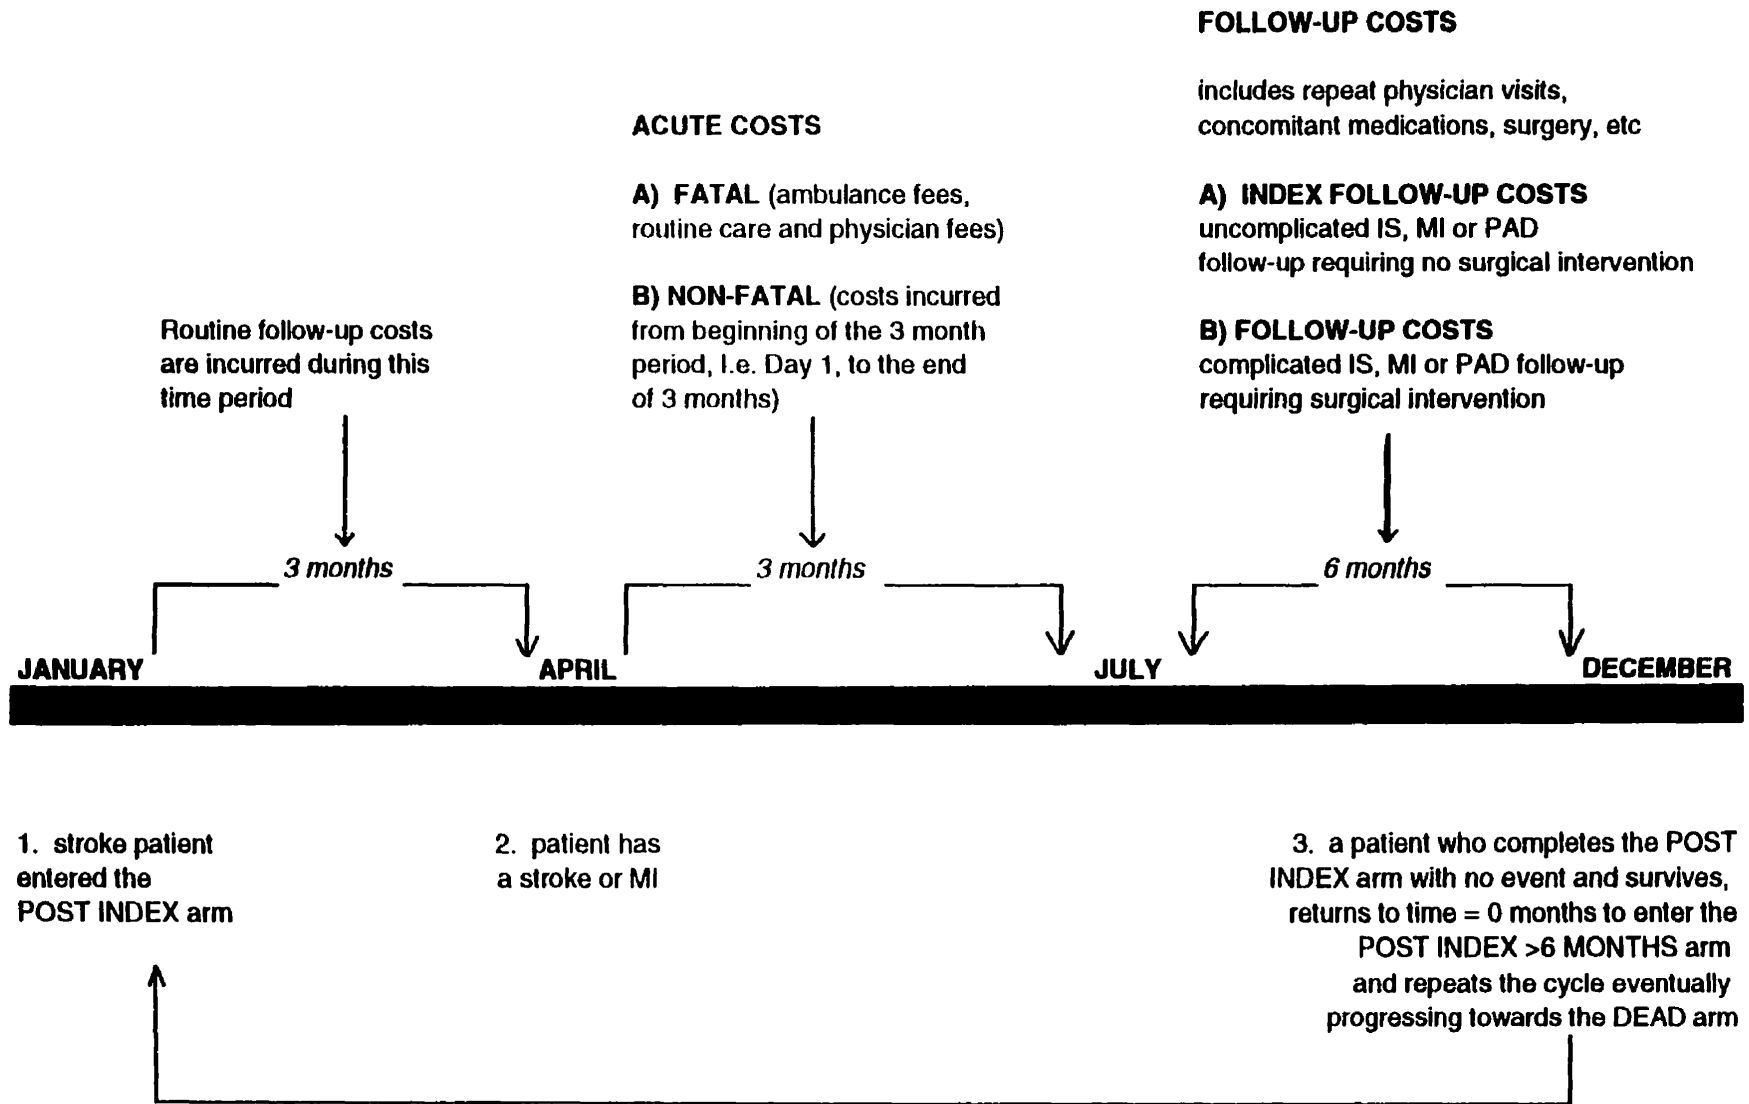 FOLLOW-UP COSTS
includes repeat physician visits,
concomitant medications, surgery, etc
A) INDEX FOLLOW-UP COSTS
uncomplicated IS, MI or PAD
follow-up requiring no surgical intervention
B) FOLLOW-UP COSTS
complicated IS, MI or PAD follow-up
requiring surgical intervention
ACUTE COSTS
A) FATAL (ambulance fees,
routine care and physician fees)
B) NON-FATAL (costs incurred
from beginning of the 3 month
period, I.e. Day 1, to the end
of 3 months)
Routine follow-up costs
are incurred during this
time period
3 months
3 months
6 months
JANUARY
APRIL
JULY
DECEMBER
1. stroke patient
entered the
POST INDEX arm
2. patient has
a stroke or MI
3. a patient who completes the POST
INDEX arm with no event and survives,
returns to time = 0 months to enter the
POST INDEX >6 MONTHS arm
and repeats the cycle eventually
progressing towards the DEAD arm